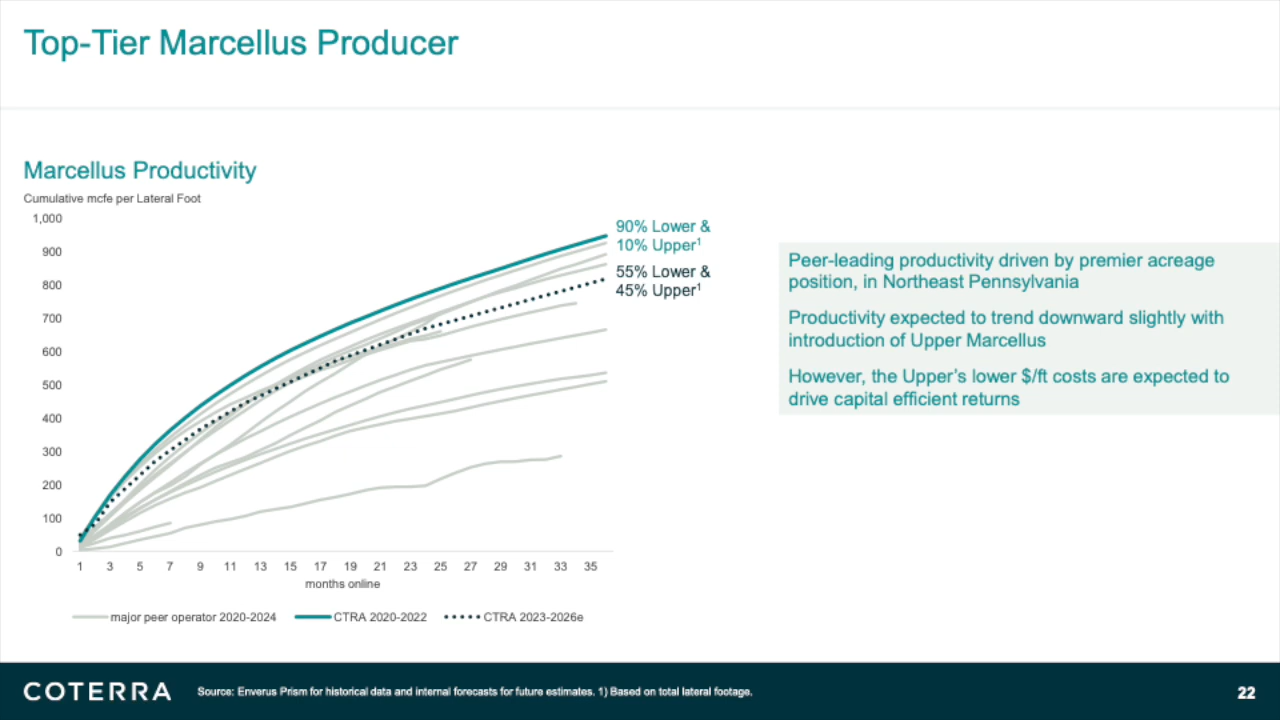 Top-Tier Marcellus Producer
Marcellus Productivity
Cumulative mcfe per Lateral Foot
1,000
900
800
700
600
500
400
300
200
100
0
1 3 5 7 9 11 13 15 17 19 21 23 25 27 29 31 33 35
months online
major peer operator 2020-2024 CTRA 2020-2022 CTRA 2023-2026e
90% Lower &
10% Upper¹
55% Lower &
45% Upper¹
Peer-leading productivity driven by premier acreage
position, in Northeast Pennsylvania
Productivity expected to trend downward slightly with
introduction of Upper Marcellus
However, the Upper's lower $/ft costs are expected to
drive capital efficient returns
COTERRA
Source: Enverus Prism for historical data and internal forecasts for future estimates. 1) Based on total lateral footage.
22